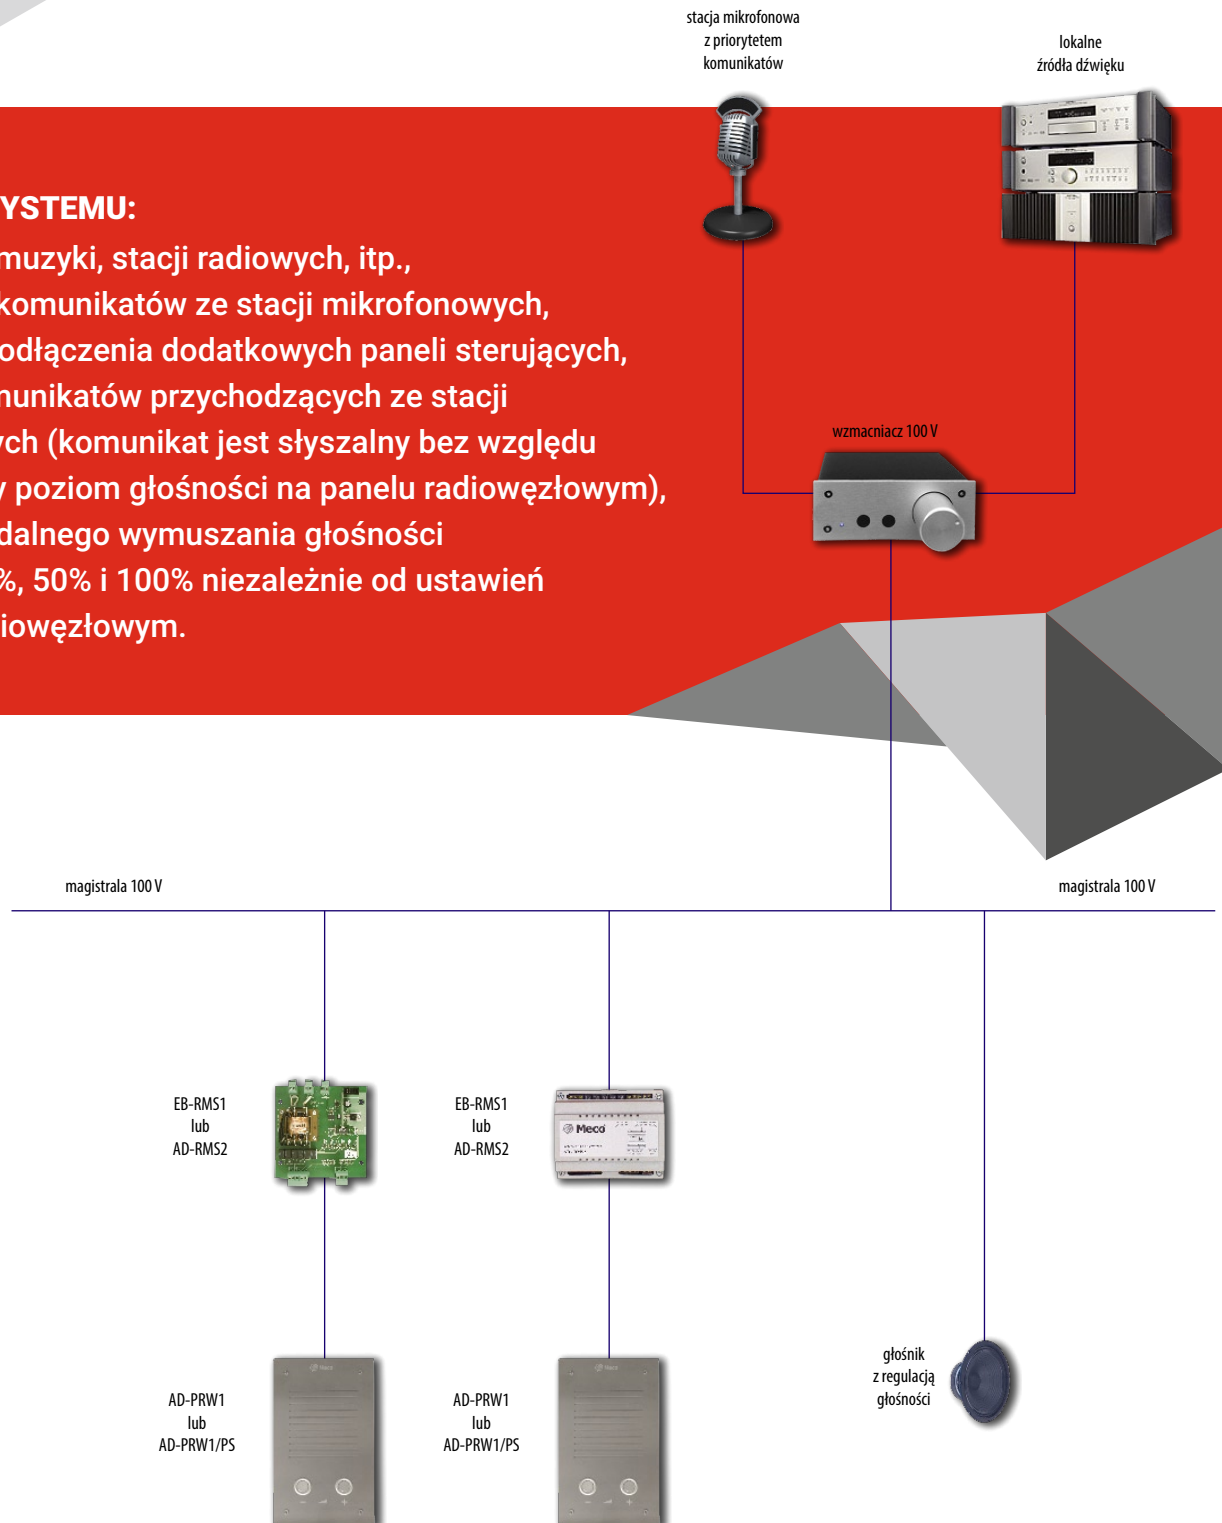 stacja mikrofonowa
z priorytetem
komunikatów
lokalne
źródła dźwięku
YSTEMU:
muzyki, stacji radiowych, itp.,
komunikatów ze stacji mikrofonowych,
odłączenia dodatkowych paneli sterujących,
munikatów przychodzących ze stacji
ych (komunikat jest słyszalny bez względu
y poziom głośności na panelu radiowęzłowym),
dalnego wymuszania głośności
%, 50% i 100% niezależnie od ustawień
iowęzłowym.
wzmacniacz 100 V
magistrala 100 V
magistrala 100 V
EB-RMS1
lub
AD-RMS2
EB-RMS1
lub
AD-RMS2
Meco
głośnik
z regulacją
głośności
Meco
Meco
AD-PRW1
lub
AD-PRW1/PS
AD-PRW1
lub
AD-PRW1/PS